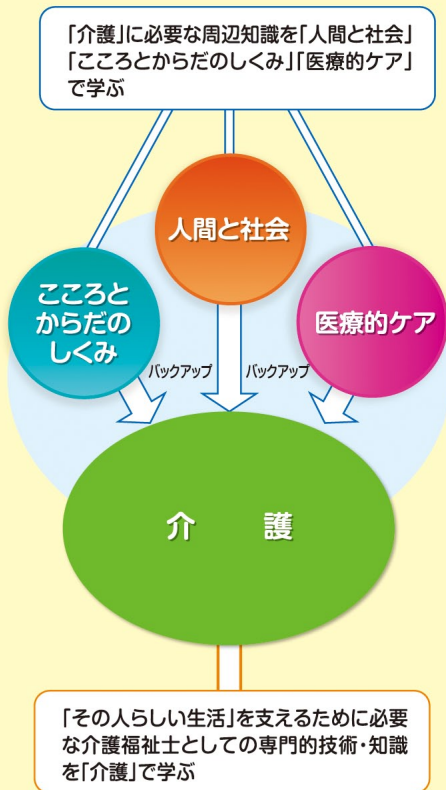 「介護」に必要な周辺知識を「人間と社会」
「こころとからだのしくみ」「医療的ケア」
で学ぶ
人間と社会
こころと
からだの
しくみ
医療的ケア
バックアップ
バックアップ
介護
「その人らしい生活」を支えるために必要
な介護福祉士としての専門的技術・知識
を「介護」で学ぶ